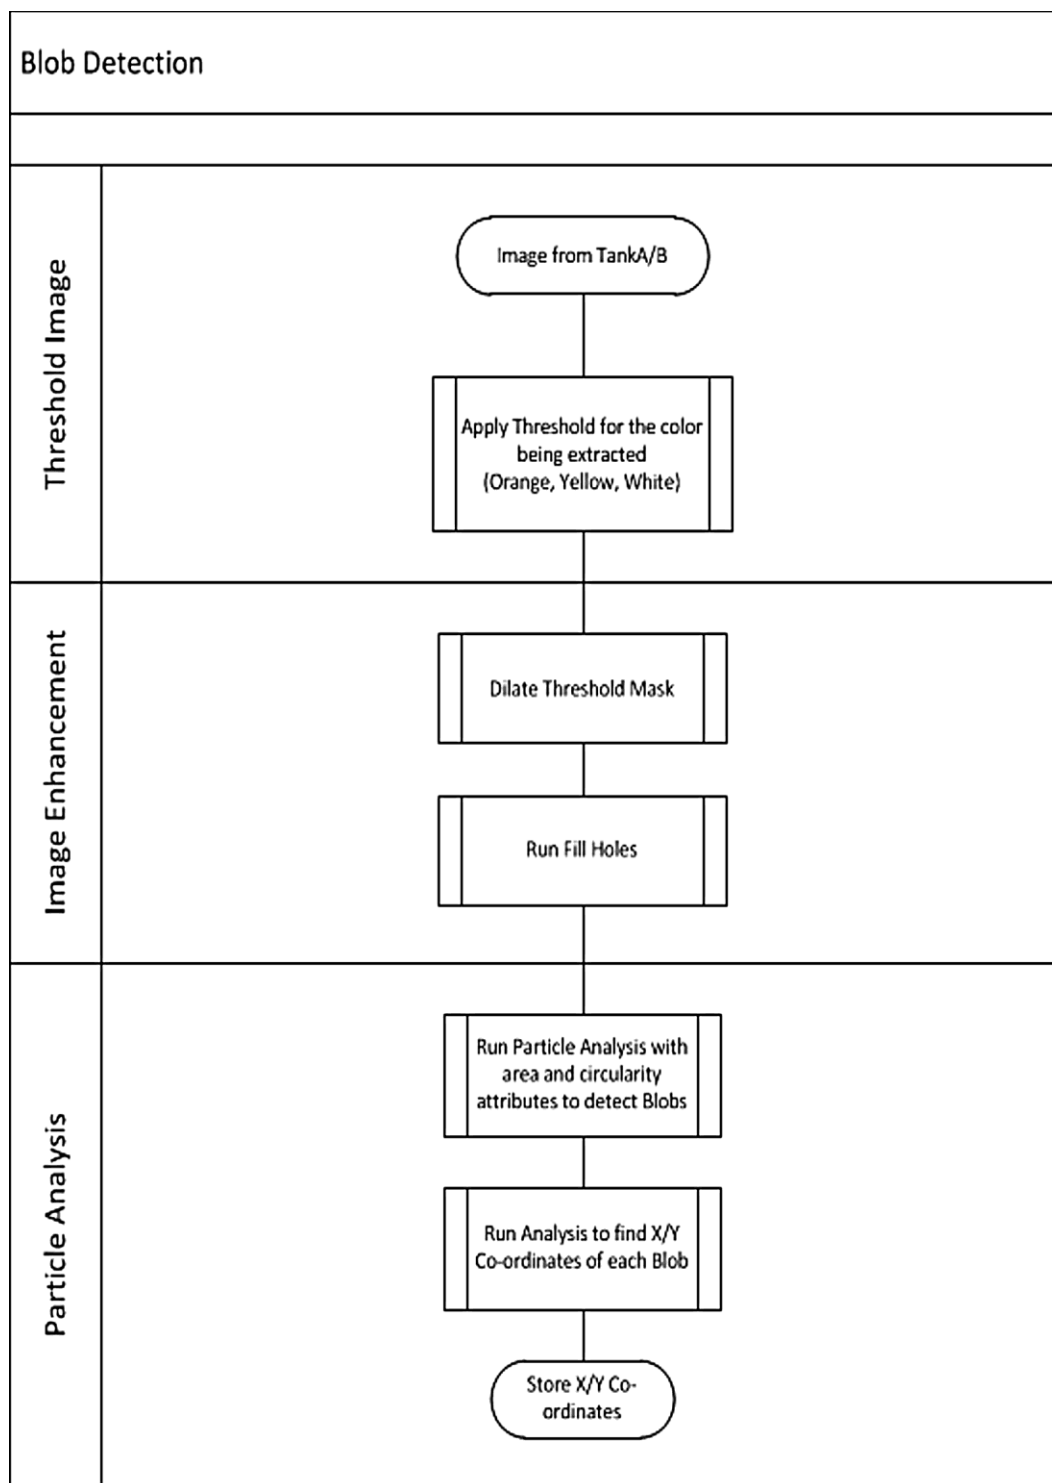 Blob Detection
Threshold Image
Image from TankA/B
Apply Threshold for the color
being extracted
(Orange, Yellow, White)
Image Enhancement
Dilate Threshold Mask
Run Fill Holes
Particle Analysis
Run Particle Analysis with
area and circularity
attributes to detect Blobs
Run Analysis to find X/Y
Co-ordinates of each Blob
Store X/Y Co-
ordinates